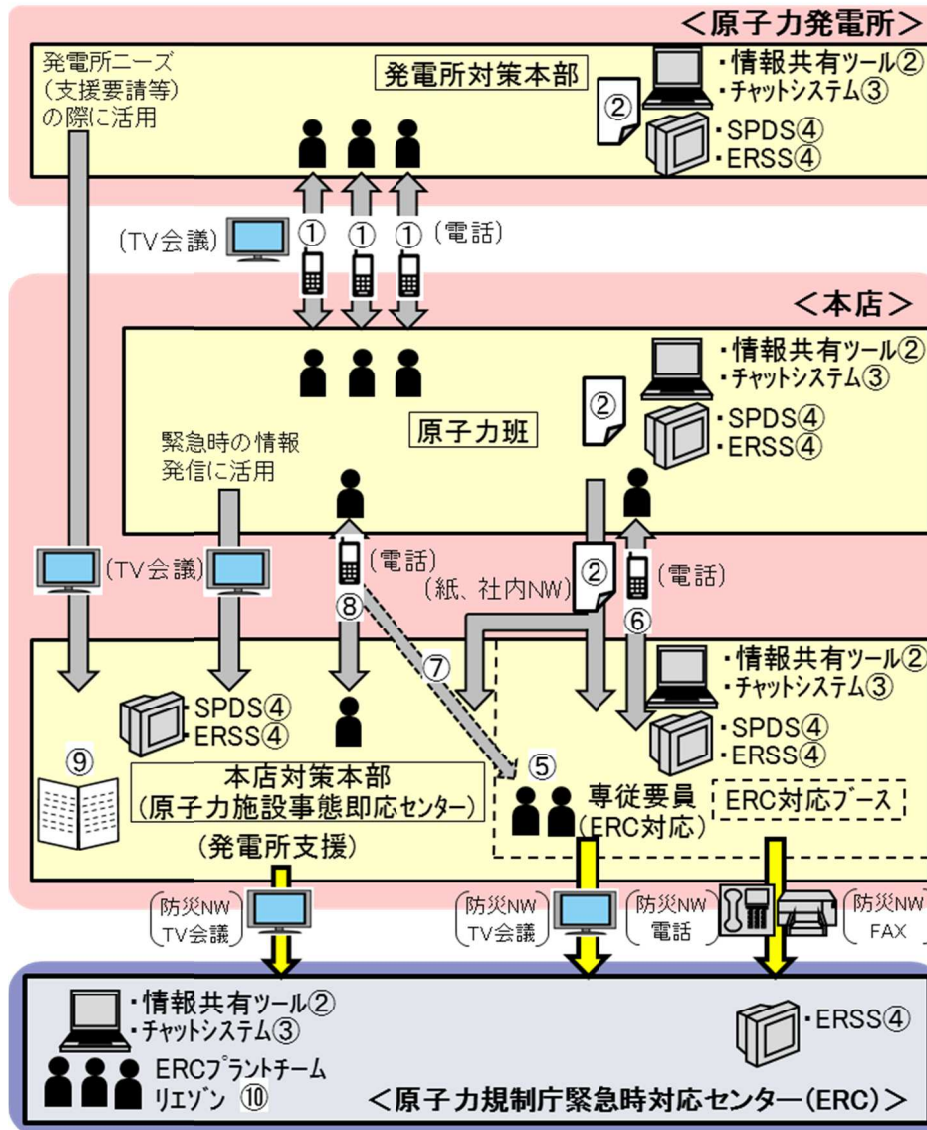 ＜原子力発電所＞
発電所ニーズ
（支援要請等）
の際に活用
発電所対策本部
②
・情報共有ツール②
・チャットシステム③
・SPDS④
・ERSS④
(TV会議)
① ① ①
(電話)
＜本店＞
原子力班
②
・情報共有ツール②
・チャットシステム③
・SPDS④
・ERSS④
緊急時の情報
発信に活用
(TV会議)
(電話)
⑧
(紙、社内NW)
②
(電話)
⑥
⑦
・SPDS④
・ERSS④
⑨
本店対策本部
(原子力施設事態即応センター)
(発電所支援)
・情報共有ツール②
・チャットシステム③
・SPDS④
・ERSS④
⑤
専従要員
(ERC対応)
ERC対応ブース
防災NW
TV会議
防災NW
TV会議
防災NW
電話
防災NW
FAX
・情報共有ツール②
・チャットシステム③
ERCプラントチーム
リエゾン ⑩
・ERSS④
＜原子力規制庁緊急時対応センター(ERC)＞